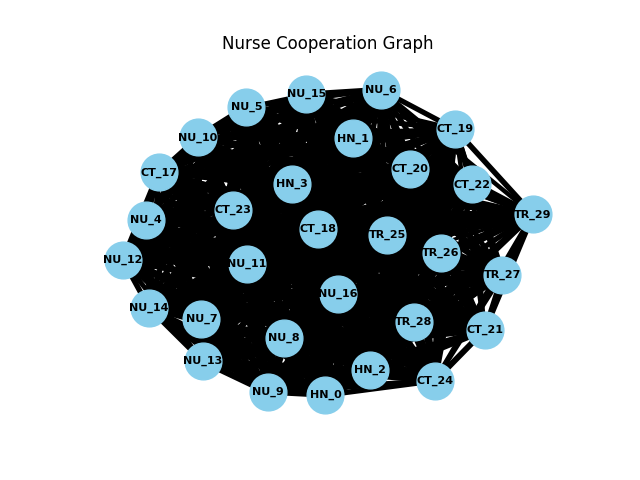 Nurse Cooperation Graph
NU_6
NU_15
NU_5
CT_19
NU_10
HN_1
CT_20
CT_17
HN_3
CT_22
CT_23
TR_29
NU_4
CT_18
TR_25
TR_26
NU_12
NU_11
TR_27
NU_16
NU_14
NU_7
TR_28
CT_21
NU_8
NU_13
HN_2
CT_24
NU_9
HN_0